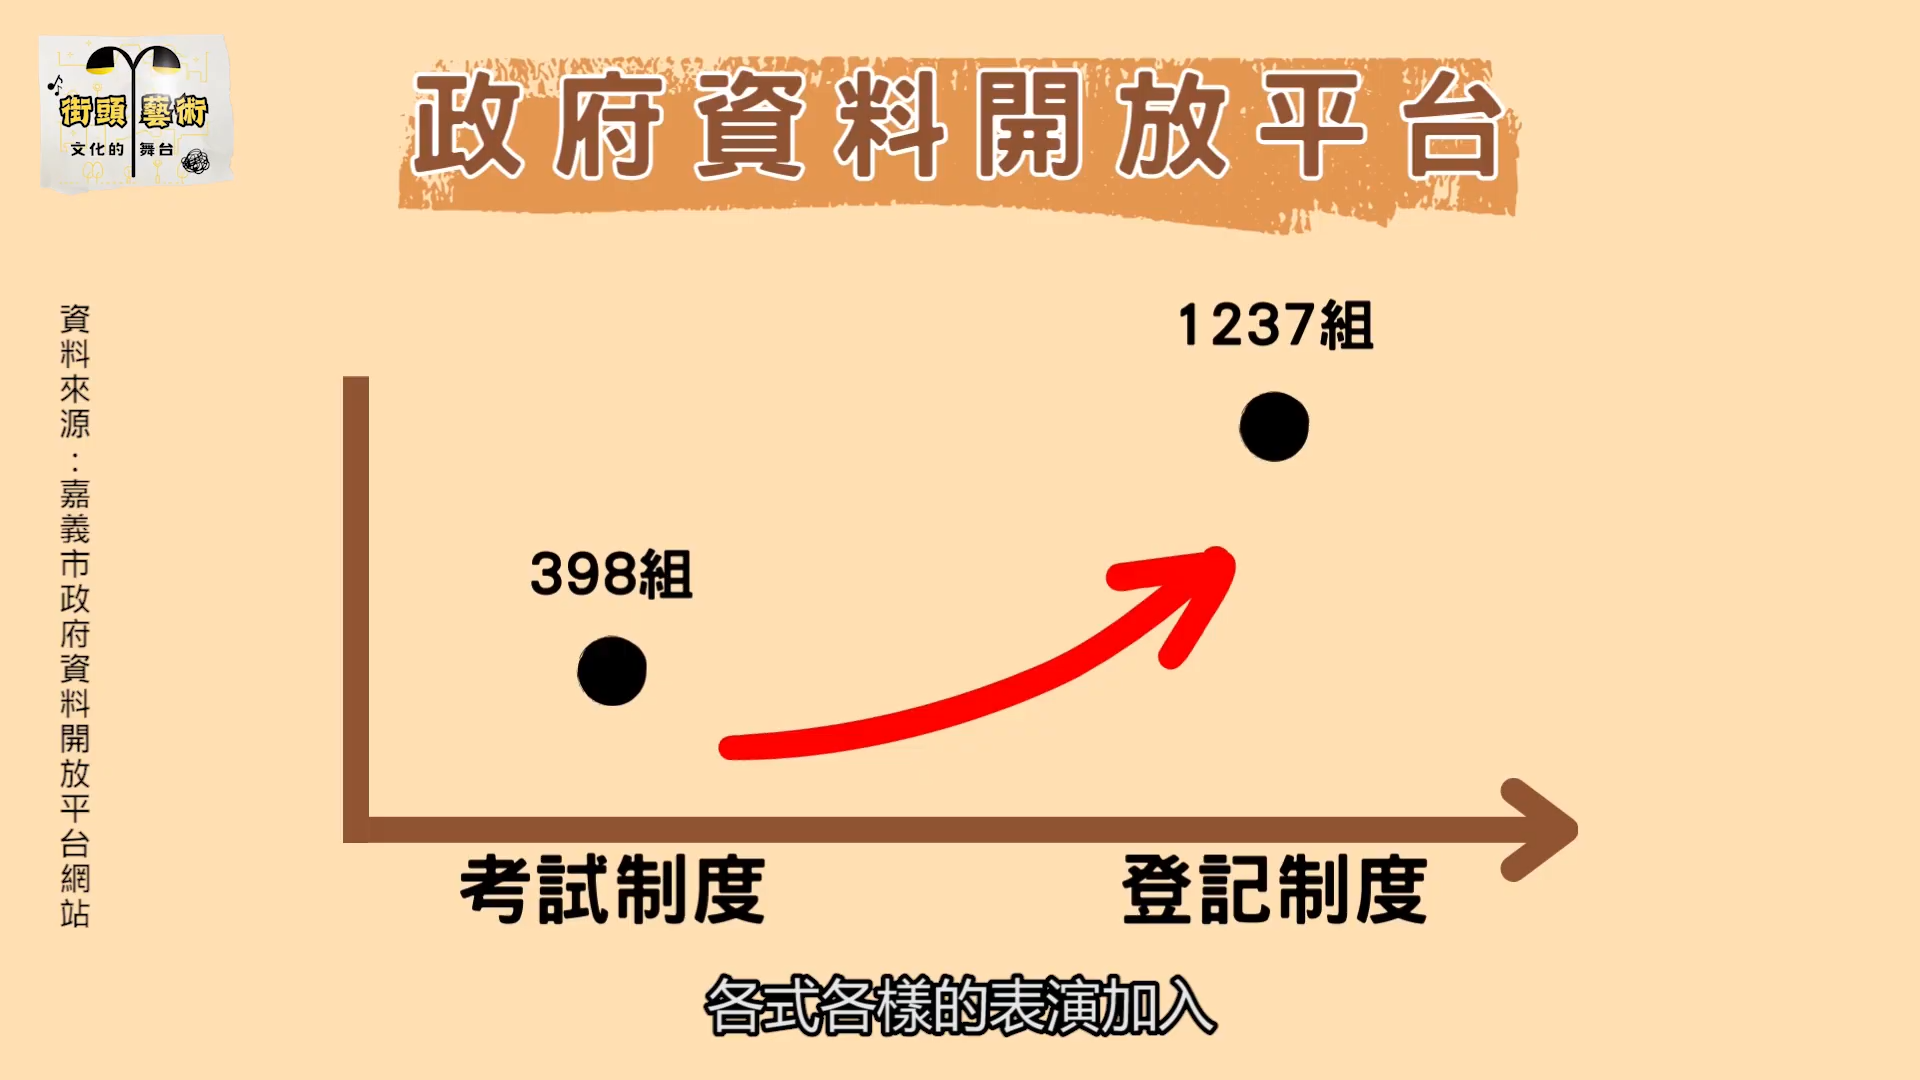 街頭藝術
文化的舞台
政府資料開放平台
資料來源：嘉義市政府資料開放平台網站
1237組
398組
考試制度
登記制度
各式各樣的表演加入